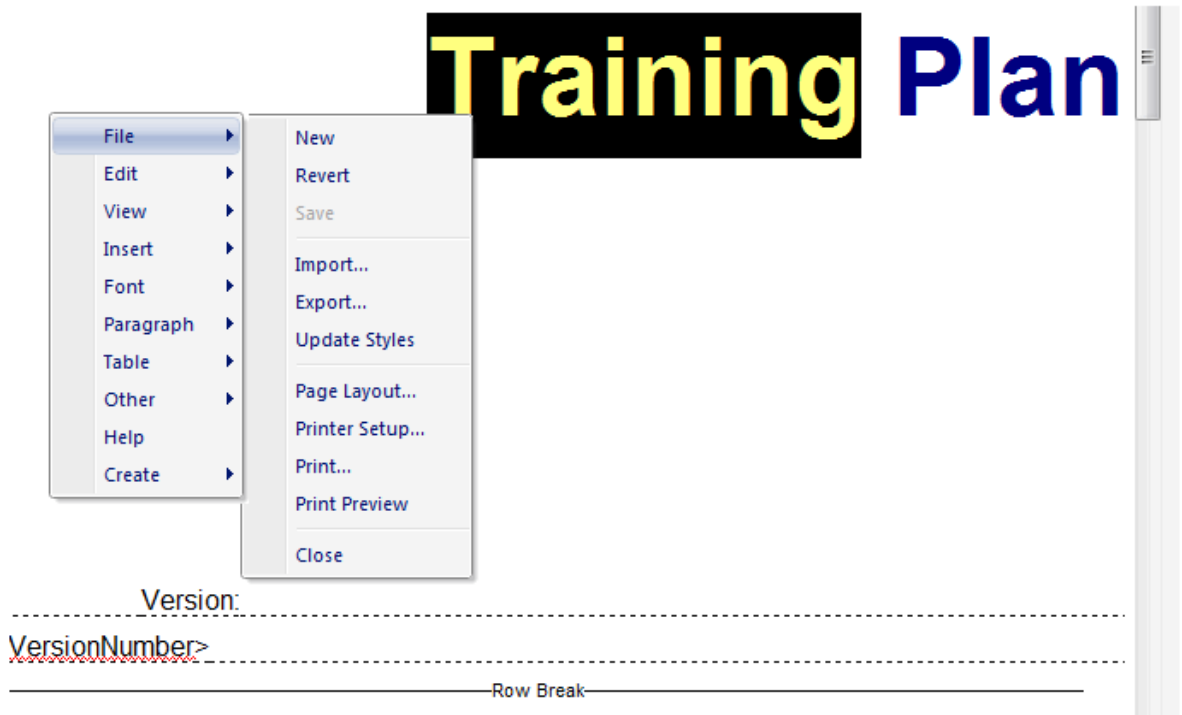 Training Plan
File
Edit
View
Insert
Font
Paragraph
Table
Other
Help
Create
New
Revert
Save
Import...
Export...
Update Styles
Page Layout...
Printer Setup...
Print...
Print Preview
Close
Version:
VersionNumber>
Row Break